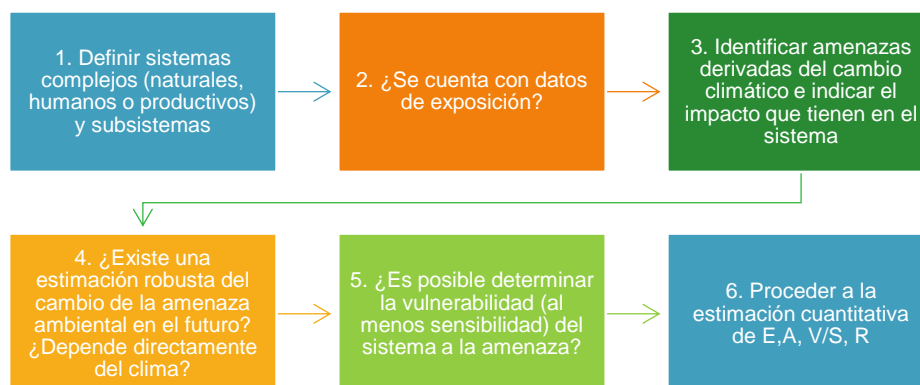 1. Definir sistemas
complejos (naturales,
humanos o productivos)
y subsistemas
2. ¿Se cuenta con datos
de exposición?
3. Identificar amenazas
derivadas del cambio
climático e indicar el
impacto que tienen en el
sistema
4. ¿Existe una
estimación robusta del
cambio de la amenaza
ambiental en el futuro?
¿Depende directamente
del clima?
5. ¿Es posible determinar
la vulnerabilidad (al
menos sensibilidad) del
sistema a la amenaza?
6. Proceder a la
estimación cuantitativa
de E,A, V/S, R